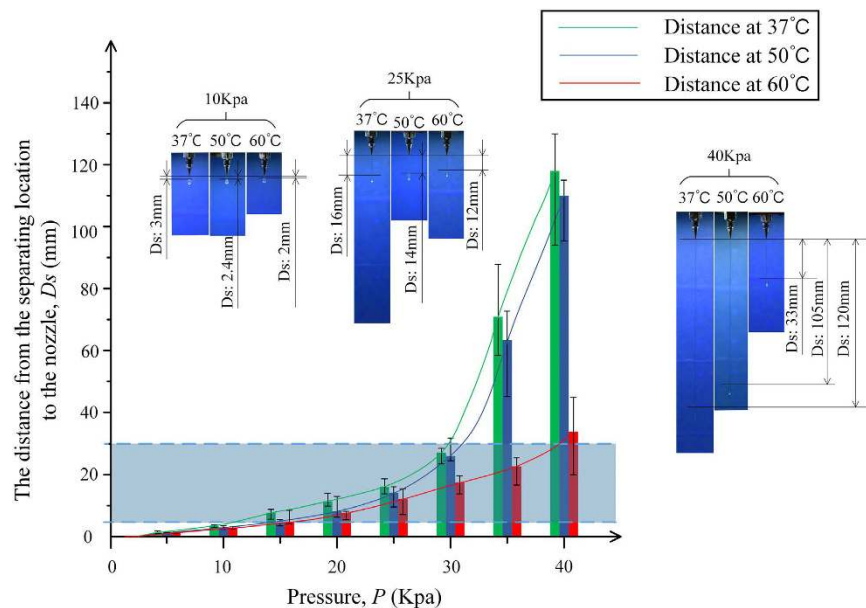 Distance at 37℃
Distance at 50℃
Distance at 60℃
10Kpa
37℃ 50℃ 60℃
Ds: 3mm
Ds: 2.4mm
Ds: 2mm
25Kpa
37℃ 50℃ 60℃
Ds: 16mm
Ds: 14mm
Ds: 12mm
40Kpa
37℃ 50℃ 60℃
Ds: 33mm
Ds: 105mm
Ds: 120mm
The distance from the separating location
to the nozzle, Ds (mm)
140
120
100
80
60
40
20
0
0 10 20 30 40
Pressure, P (Kpa)